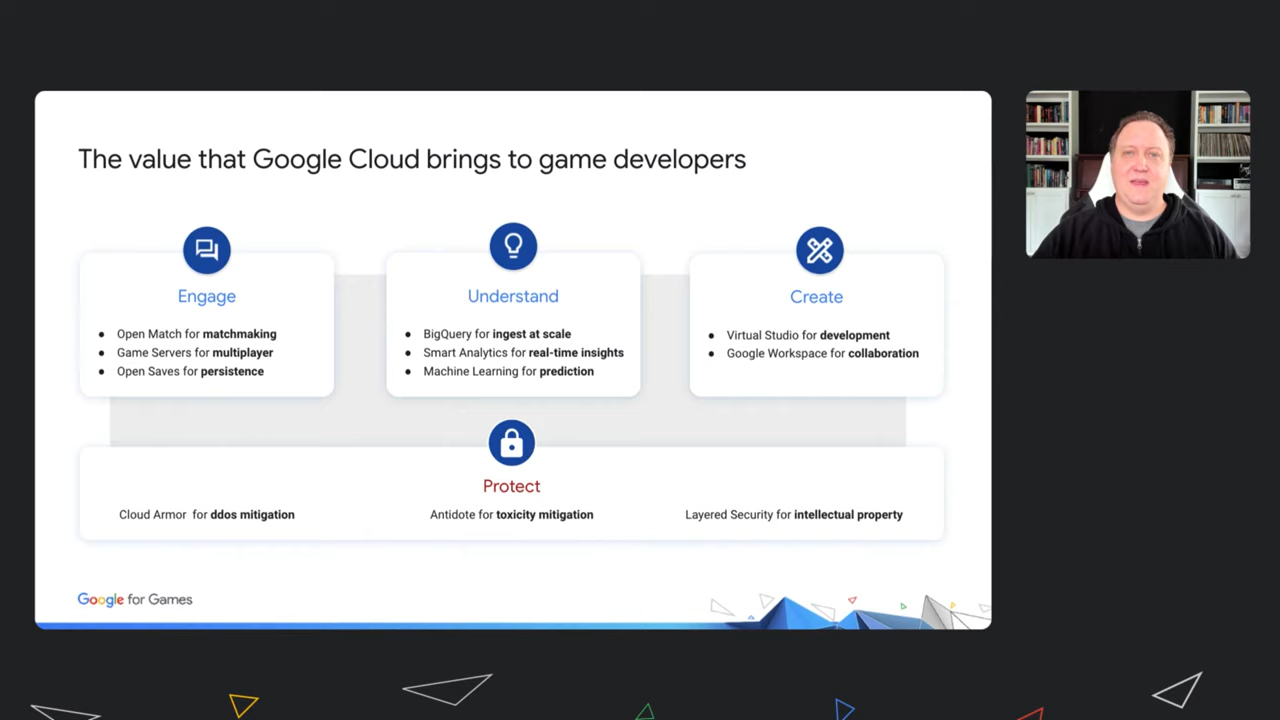 The value that Google Cloud brings to game developers
Engage
Open Match for matchmaking
Game Servers for multiplayer
Open Saves for persistence
Understand
BigQuery for ingest at scale
Smart Analytics for real-time insights
Machine Learning for prediction
Create
Virtual Studio for development
Google Workspace for collaboration
Protect
Cloud Armor for ddos mitigation
Antidote for toxicity mitigation
Layered Security for intellectual property
Google for Games